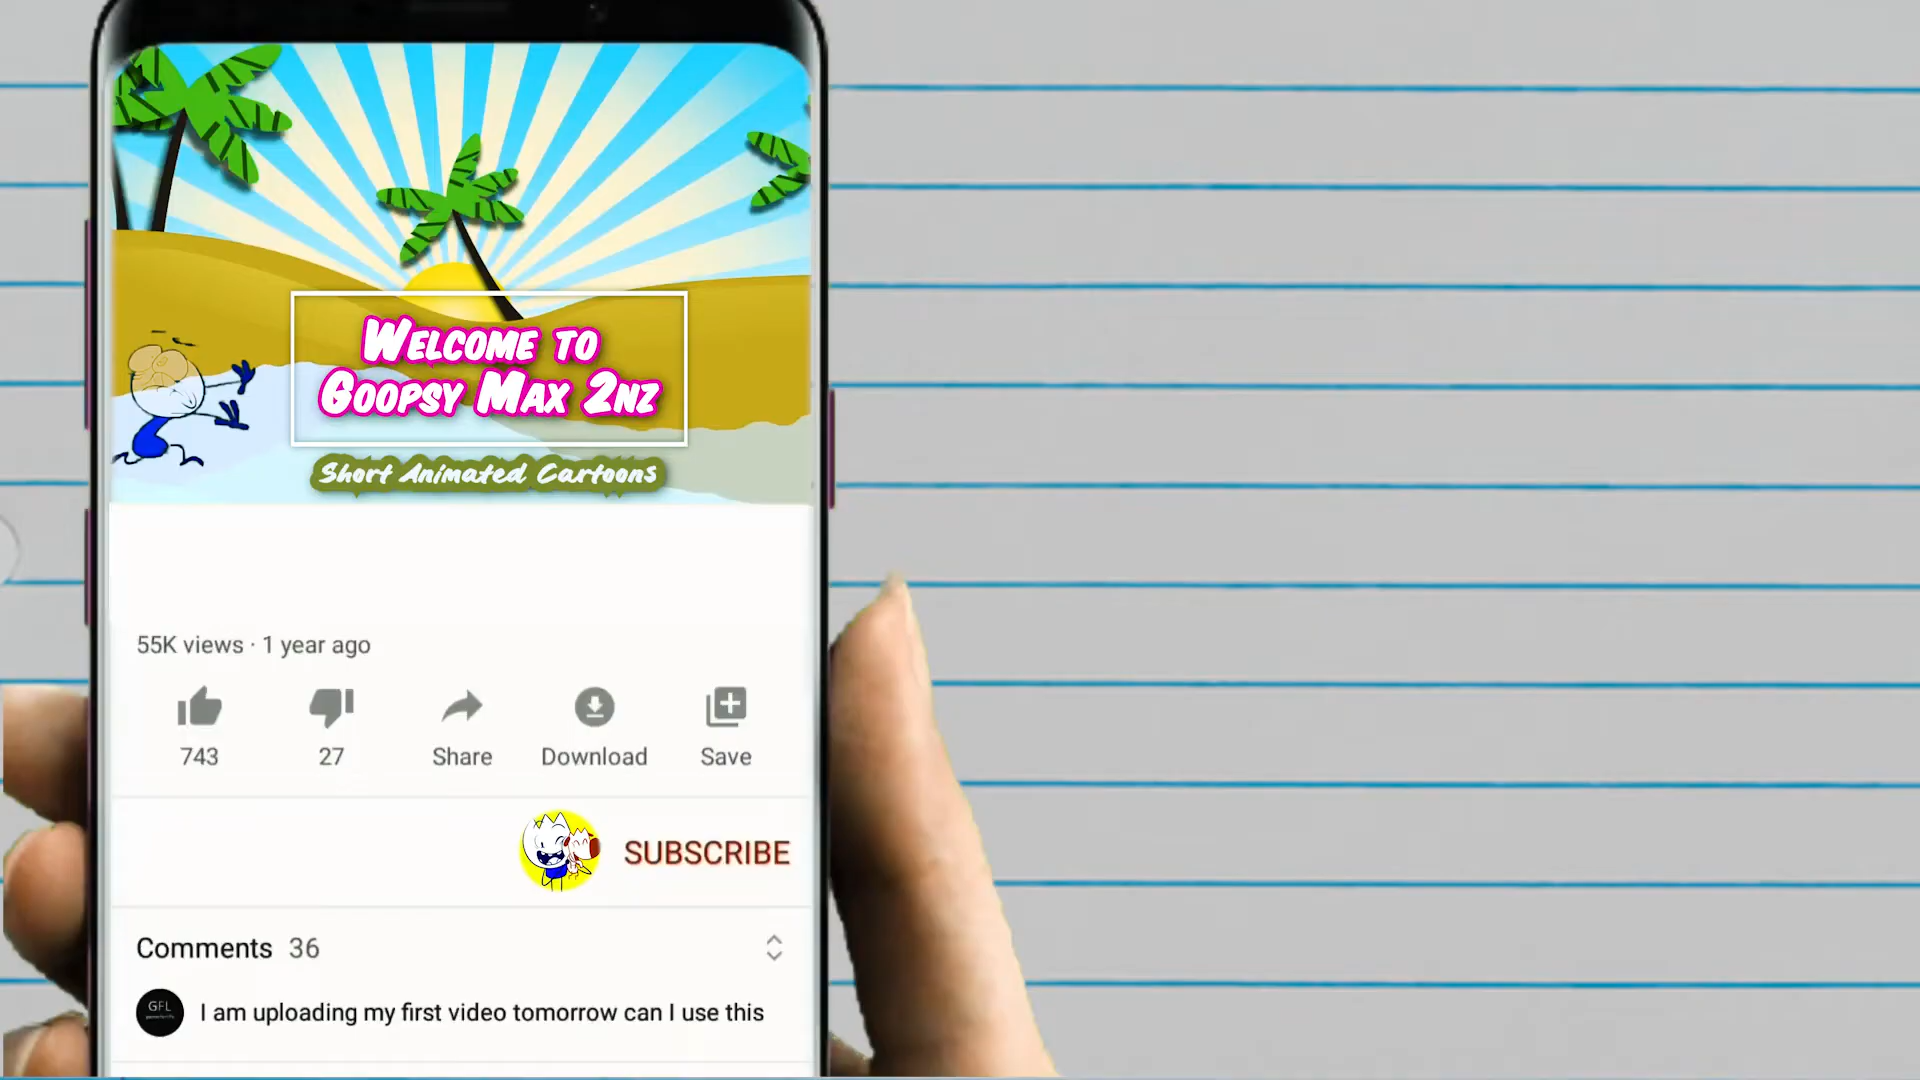 WELCOME TO
GOOPSY MAX 2NZ
Short Animated Cartoons
55K views · 1 year ago
743
27
Share
Download
Save
SUBSCRIBE
Comments 36
GFL
I am uploading my first video tomorrow can I use this